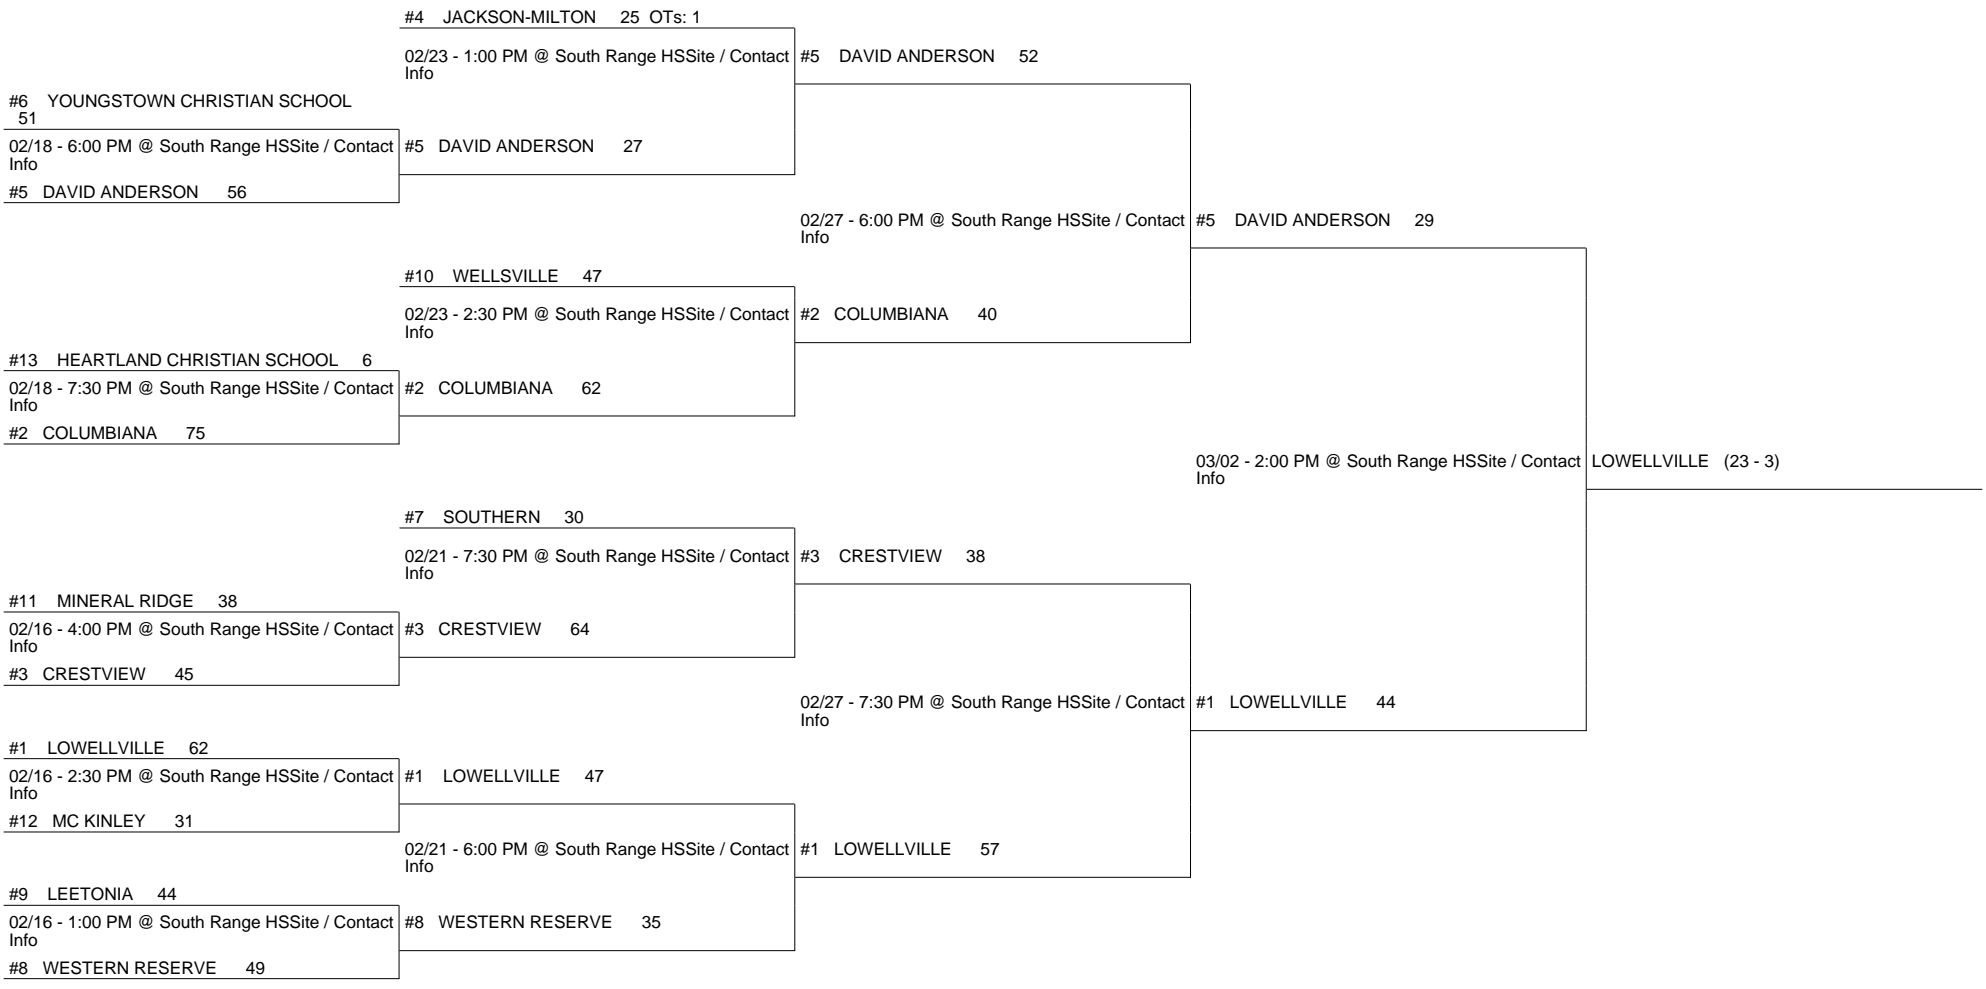 #4 JACKSON-MILTON 25 OTs: 1
02/23 - 1:00 PM @ South Range HSSite / Contact
Info
#5 DAVID ANDERSON 52
#6 YOUNGSTOWN CHRISTIAN SCHOOL
51
02/18 - 6:00 PM @ South Range HSSite / Contact
Info
#5 DAVID ANDERSON 27
#5 DAVID ANDERSON 56
02/27 - 6:00 PM @ South Range HSSite / Contact
Info
#5 DAVID ANDERSON 29
#10 WELLSVILLE 47
02/23 - 2:30 PM @ South Range HSSite / Contact
Info
#2 COLUMBIANA 40
#13 HEARTLAND CHRISTIAN SCHOOL 6
02/18 - 7:30 PM @ South Range HSSite / Contact
Info
#2 COLUMBIANA 62
#2 COLUMBIANA 75
03/02 - 2:00 PM @ South Range HSSite / Contact
Info
LOWELLVILLE (23 - 3)
#7 SOUTHERN 30
02/21 - 7:30 PM @ South Range HSSite / Contact
Info
#3 CRESTVIEW 38
#11 MINERAL RIDGE 38
02/16 - 4:00 PM @ South Range HSSite / Contact
Info
#3 CRESTVIEW 64
#3 CRESTVIEW 45
02/27 - 7:30 PM @ South Range HSSite / Contact
Info
#1 LOWELLVILLE 44
#1 LOWELLVILLE 62
02/16 - 2:30 PM @ South Range HSSite / Contact
Info
#1 LOWELLVILLE 47
#12 MC KINLEY 31
02/21 - 6:00 PM @ South Range HSSite / Contact
Info
#1 LOWELLVILLE 57
#9 LEETONIA 44
02/16 - 1:00 PM @ South Range HSSite / Contact
Info
#8 WESTERN RESERVE 35
#8 WESTERN RESERVE 49